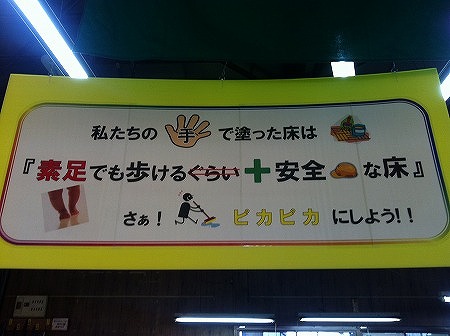 私たちの手で塗った床は
『素足でも歩けるぐらい+安全な床』
さぁ！ピカピカにしよう!!